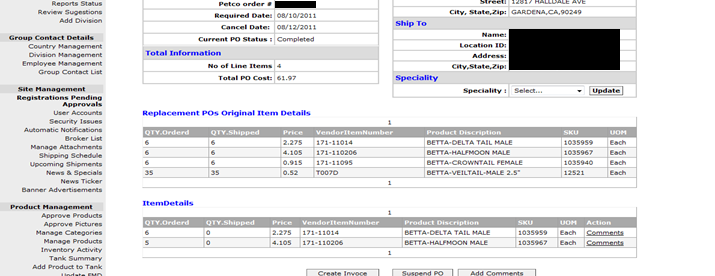 Reports Status
Review Sugestions
Add Division
Group Contact Details
Country Management
Division Management
Employee Management
Group Contact List
Site Management
Registrations Pending
Approvals
User Accounts
Security Issues
Automatic Notifications
Broker List
Manage Attachments
Shipping Schedule
Upcoming Shipments
News & Specials
News Ticker
Banner Advertisements
Product Management
Approve Products
Approve Pictures
Manage Categories
Manage Products
Inventory Activity
Tank Summary
Add Product to Tank
Update FMD
Petco order #
Required Date: 08/10/2011
Cancel Date: 08/12/2011
Current PO Status : Completed
Total Information
No of Line Items 4
Total PO Cost: 61.97
Street: 12817 HALLDALE AVE
City, State,Zip: GARDENA,CA,90249
Ship To
Name:
Location ID:
Address:
City,State,Zip:
Speciality
Speciality : Select... Update
Replacement POs Original Item Details
1
QTY.Orderd QTY.Shipped Price VendorItemNumber Product Discription SKU UOM
6 6 2.275 171-11014 BETTA-DELTA TAIL MALE 1035959 Each
6 6 4.105 171-110206 BETTA-HALFMOON MALE 1035967 Each
6 6 0.915 171-11095 BETTA-CROWNTAIL FEMALE 1035940 Each
35 35 0.52 T007D BETTA-VEILTAIL-MALE 2.5" 12521 Each
1
ItemDetails
1
QTY.Orderd QTY.Shipped Price VendorItemNumber Product Discription SKU UOM Action
6 0 2.275 171-11014 BETTA-DELTA TAIL MALE 1035959 Each Comments
5 0 4.105 171-110206 BETTA-HALFMOON MALE 1035967 Each Comments
1
Create Invoce Suspend PO Add Comments